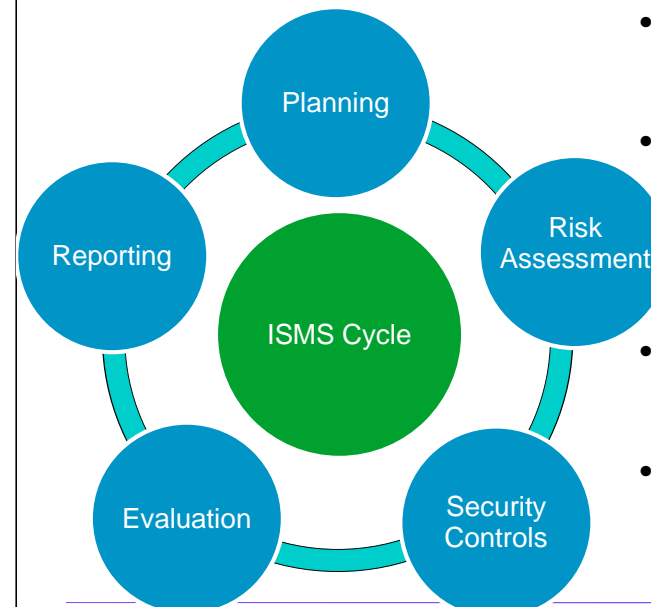 Planning
Risk
Assessment
Reporting
ISMS Cycle
Security
Controls
Evaluation